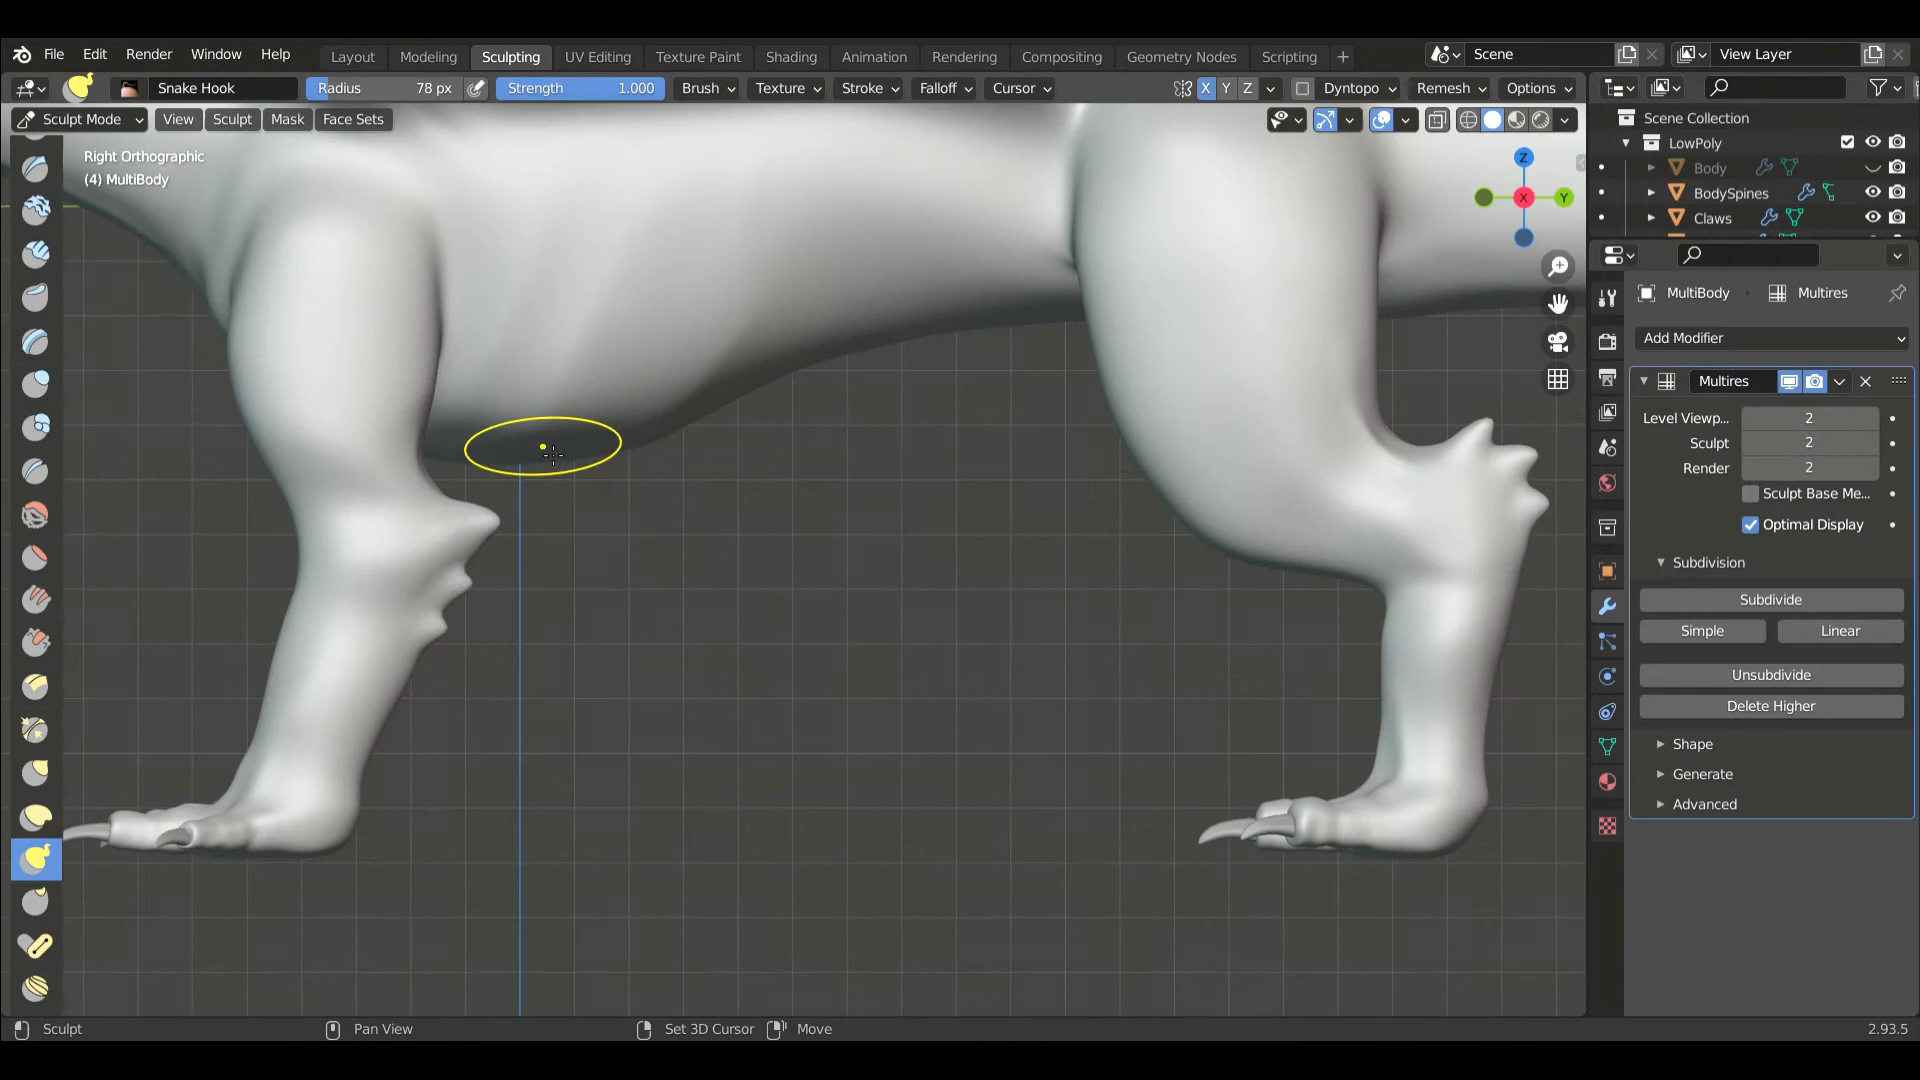 File Edit Render Window Help Layout Modeling Sculpting UV Editing Texture Paint Shading Animation Rendering Compositing Geometry Nodes Scripting + Scene View Layer
Snake Hook Radius 78 px Strength 1.000 Brush Texture Stroke Falloff Cursor X Y Z Dyntopo Remesh Options
Sculpt Mode View Sculpt Mask Face Sets
Scene Collection
LowPoly
Body
BodySpines
Claws
Right Orthographic
(4) MultiBody
Z
X
Y
MultiBody Multires
Add Modifier
Multires
Level Viewp... 2
Sculpt 2
Render 2
Sculpt Base Me...
Optimal Display
Subdivision
Subdivide
Simple Linear
Unsubdivide
Delete Higher
Shape
Generate
Advanced
Sculpt Pan View Set 3D Cursor Move 2.93.5